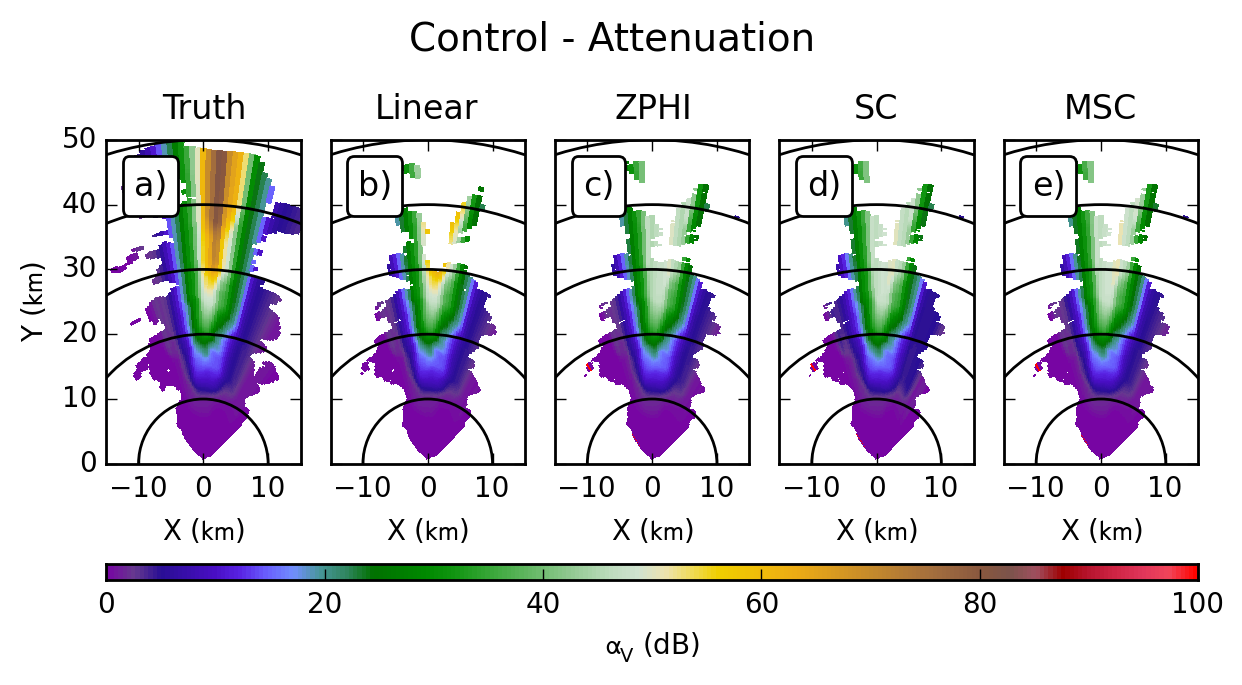 Control - Attenuation
Truth Linear ZPHI SC MSC
a) b) c) d) e)
50
40
30
20
10
0
Y (km)
−10 0 10 −10 0 10 −10 0 10 −10 0 10 −10 0 10
X (km) X (km) X (km) X (km) X (km)
0 20 40 60 80 100
αV (dB)